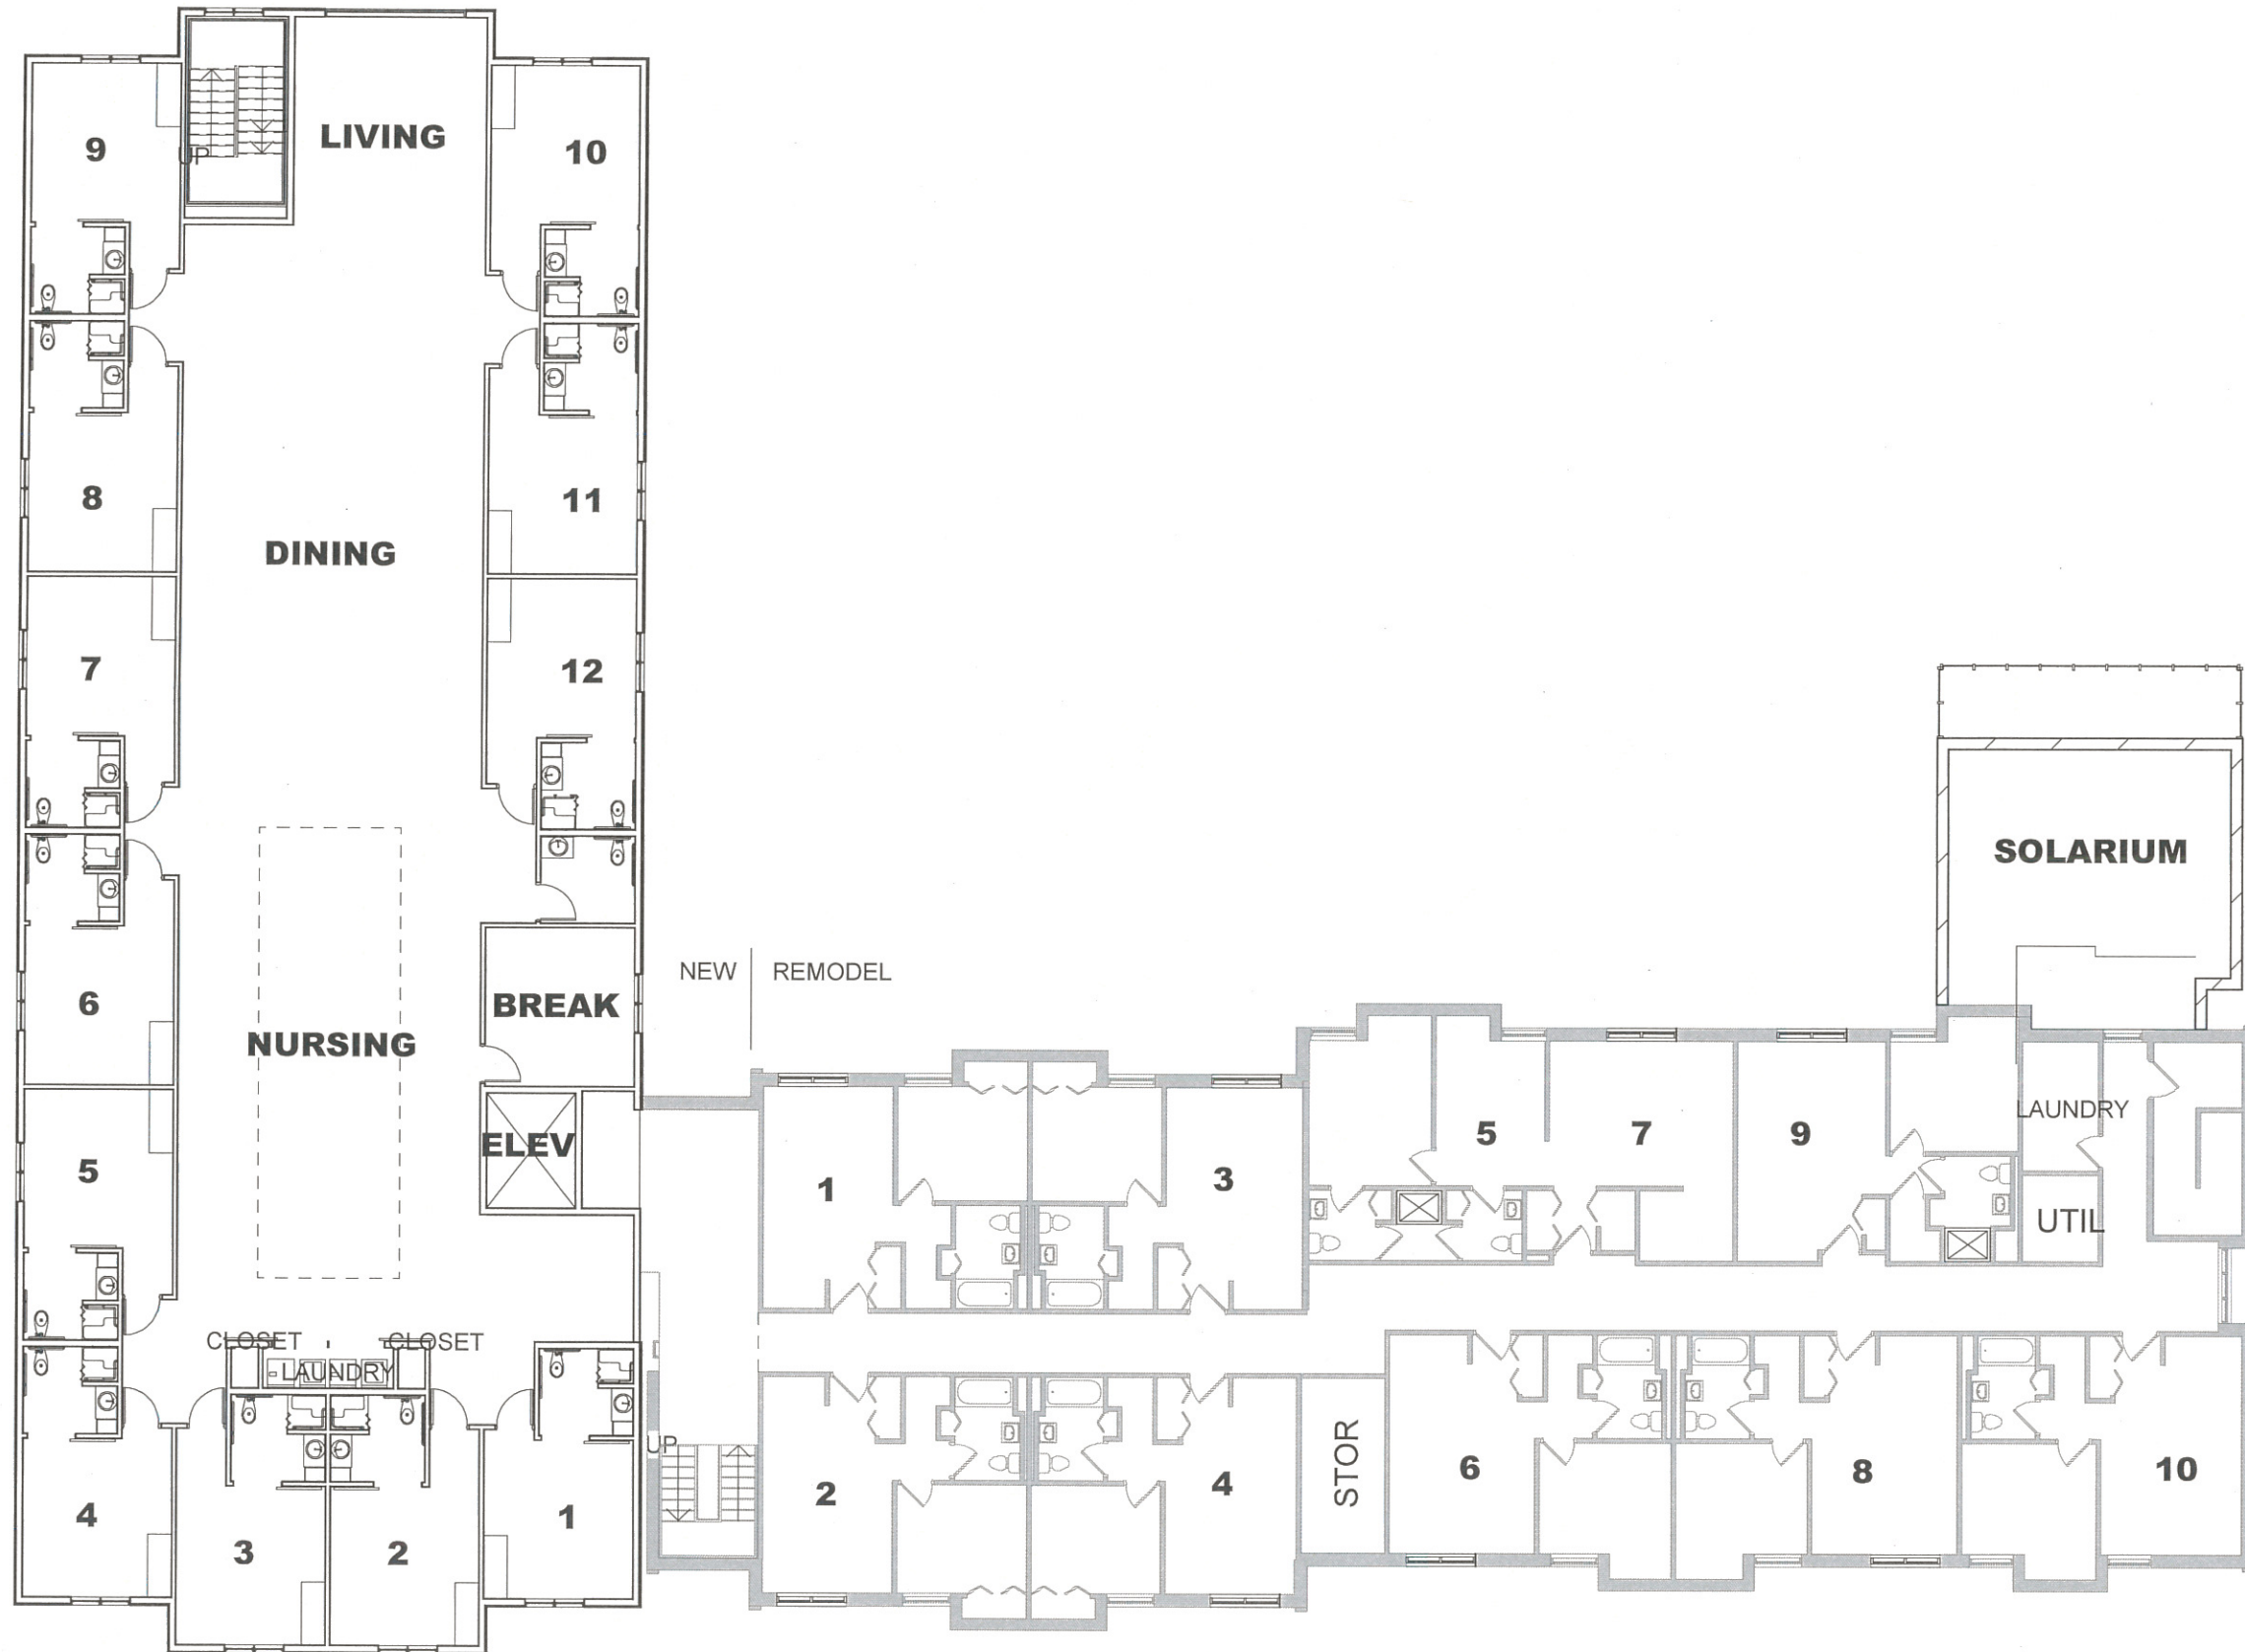 LIVING
9
UP
10
8
11
DINING
7
12
6
BREAK
NURSING
5
ELEV
CLOSET
CLOSET
LAUNDRY
4
3
2
1
NEW
REMODEL
SOLARIUM
1
3
5
7
9
LAUNDRY
UTIL
UP
2
4
STOR
6
8
10